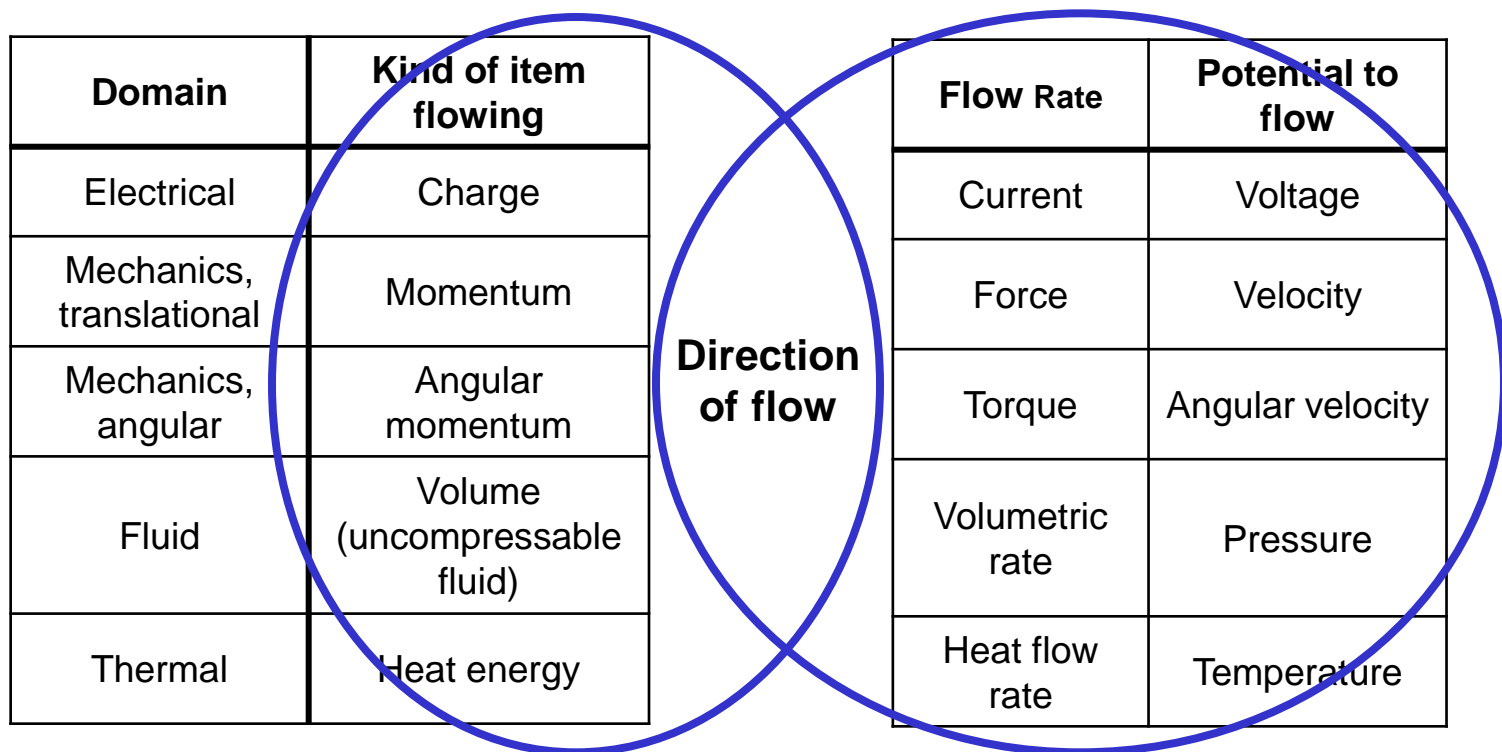 Domain
Kind of item
flowing
Electrical
Charge
Mechanics,
translational
Momentum
Mechanics,
angular
Angular
momentum
Fluid
Volume
(uncompressable
fluid)
Thermal
Heat energy
Direction
of flow
Flow Rate
Potential to
flow
Current
Voltage
Force
Velocity
Torque
Angular velocity
Volumetric
rate
Pressure
Heat flow
rate
Temperature